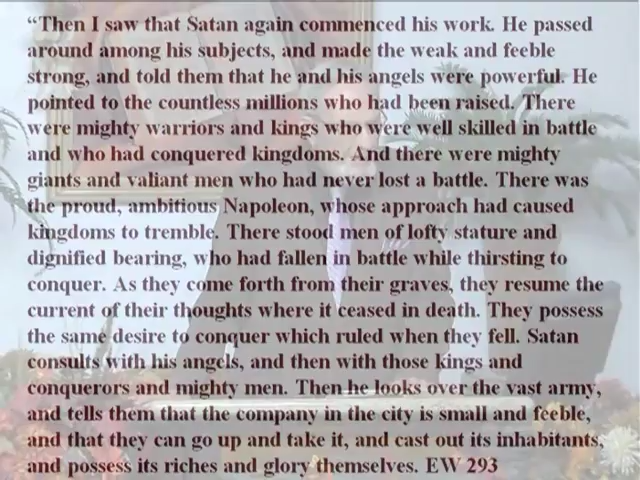 “Then I saw that Satan again commenced his work. He passed
around among his subjects, and made the weak and feeble
strong, and told them that he and his angels were powerful. He
pointed to the countless millions who had been raised. There
were mighty warriors and kings who were well skilled in battle
and who had conquered kingdoms. And there were mighty
giants and valiant men who had never lost a battle. There was
the proud, ambitious Napoleon, whose approach had caused
kingdoms to tremble. There stood men of lofty stature and
dignified bearing, who had fallen in battle while thirsting to
conquer. As they come forth from their graves, they resume the
current of their thoughts where it ceased in death. They possess
the same desire to conquer which ruled when they fell. Satan
consults with his angels, and then with those kings and
conquerors and mighty men. Then he looks over the vast army,
and tells them that the company in the city is small and feeble,
and that they can go up and take it, and cast out its inhabitants,
and possess its riches and glory themselves. EW 293